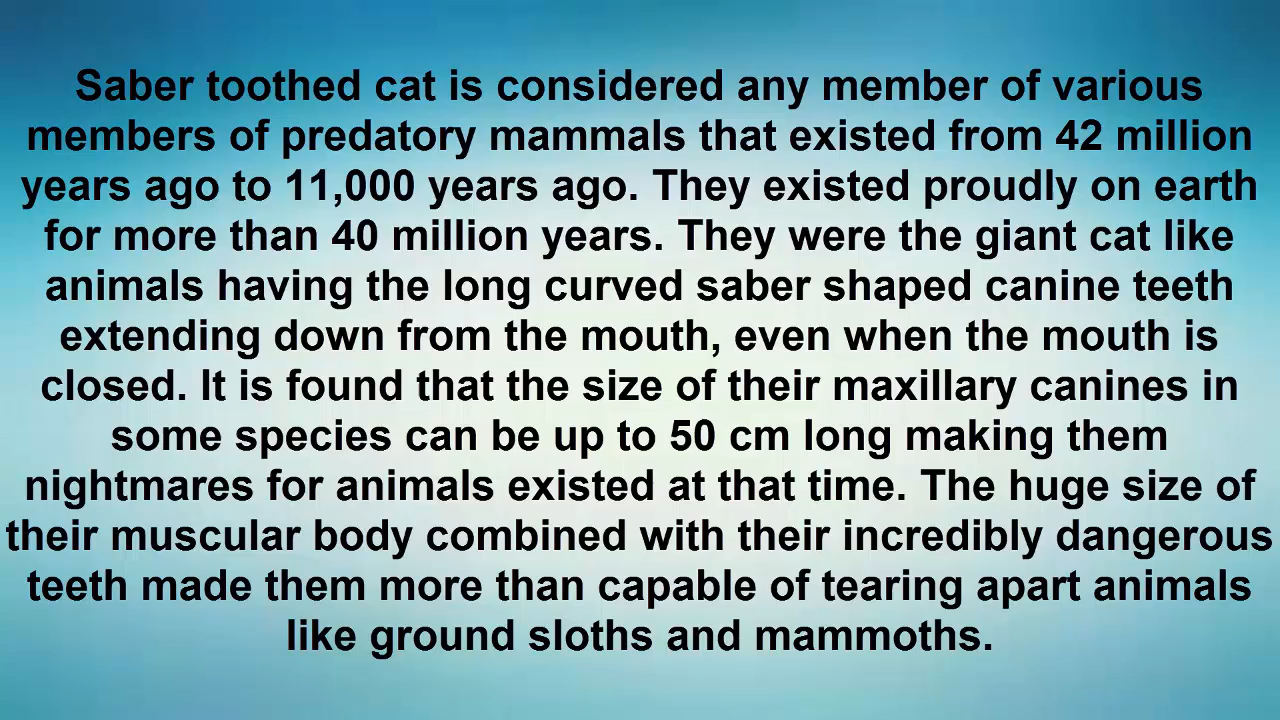 Saber toothed cat is considered any member of various
members of predatory mammals that existed from 42 million
years ago to 11,000 years ago. They existed proudly on earth
for more than 40 million years. They were the giant cat like
animals having the long curved saber shaped canine teeth
extending down from the mouth, even when the mouth is
closed. It is found that the size of their maxillary canines in
some species can be up to 50 cm long making them
nightmares for animals existed at that time. The huge size of
their muscular body combined with their incredibly dangerous
teeth made them more than capable of tearing apart animals
like ground sloths and mammoths.